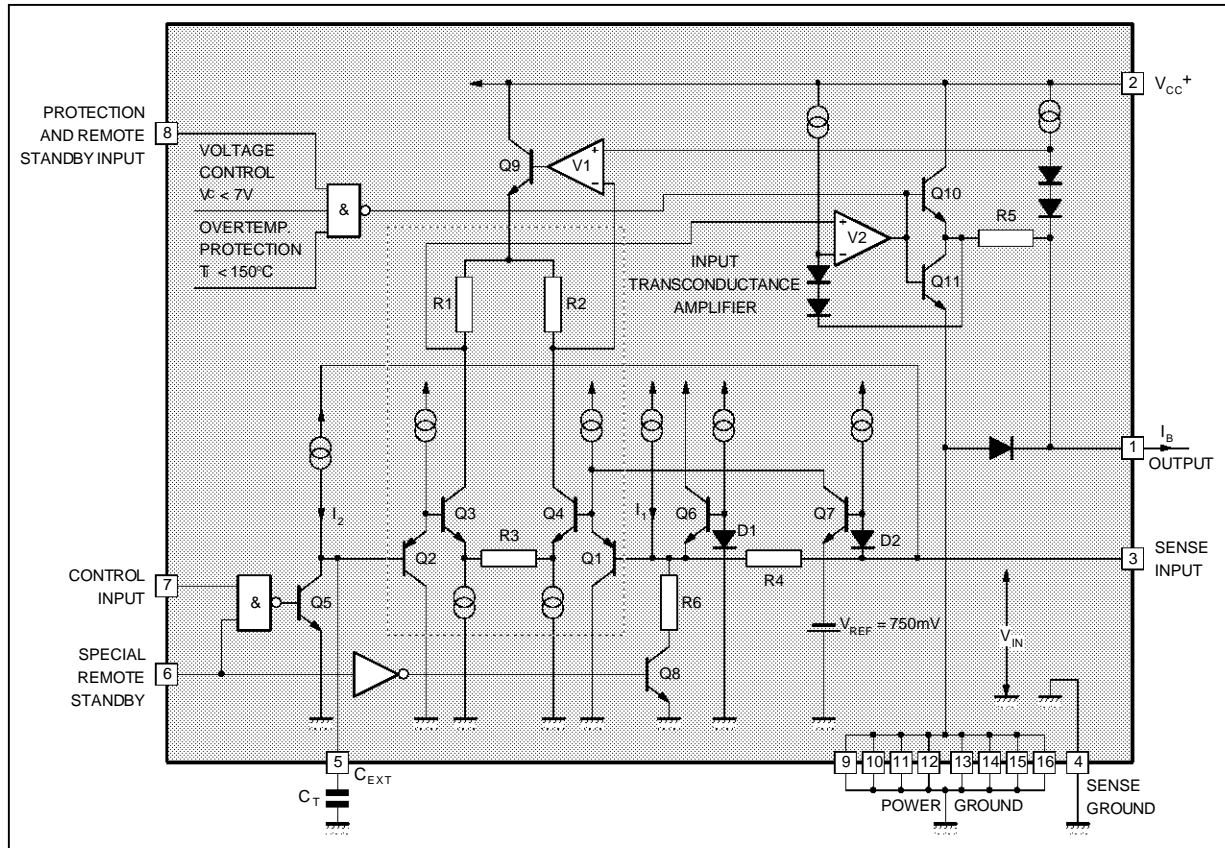 2
VCC+
PROTECTION
AND REMOTE
STANDBY INPUT
8
VOLTAGE
CONTROL
VC < 7V
OVERTEMP.
PROTECTION
Tj < 150°C
&
Q9
V1
+
-
Q10
R5
V2
+
-
Q11
INPUT
TRANSCONDUCTANCE
AMPLIFIER
R1
R2
1
IB
OUTPUT
I2
Q2
Q3
R3
Q4
Q1
I1
Q6
D1
R4
Q7
D2
3
SENSE
INPUT
CONTROL
INPUT
7
&
Q5
R6
VREF = 750mV
VIN
SPECIAL
REMOTE
STANDBY
6
Q8
5
CEXT
CT
9
10
11
12
13
14
15
16
4
POWER GROUND
SENSE
GROUND